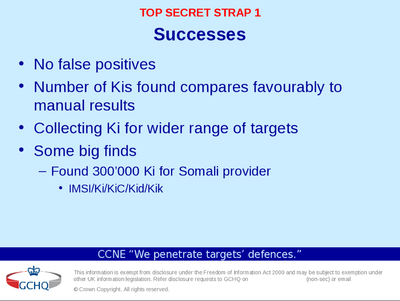 TOP SECRET STRAP 1
Successes
• No false positives
• Number of Kis found compares favourably to
manual results
• Collecting Ki for wider range of targets
• Some big finds
– Found 300’000 Ki for Somali provider
• IMSI/Ki/KiC/Kid/Kik
CCNE “We penetrate targets’ defences.”
This information is exempt from disclosure under the Freedom of Information Act 2000 and may be subject to exemption under
other UK information legislation. Refer disclosure requests to GCHQ on (non-sec) or email
© Crown Copyright. All rights reserved.
GCHQ